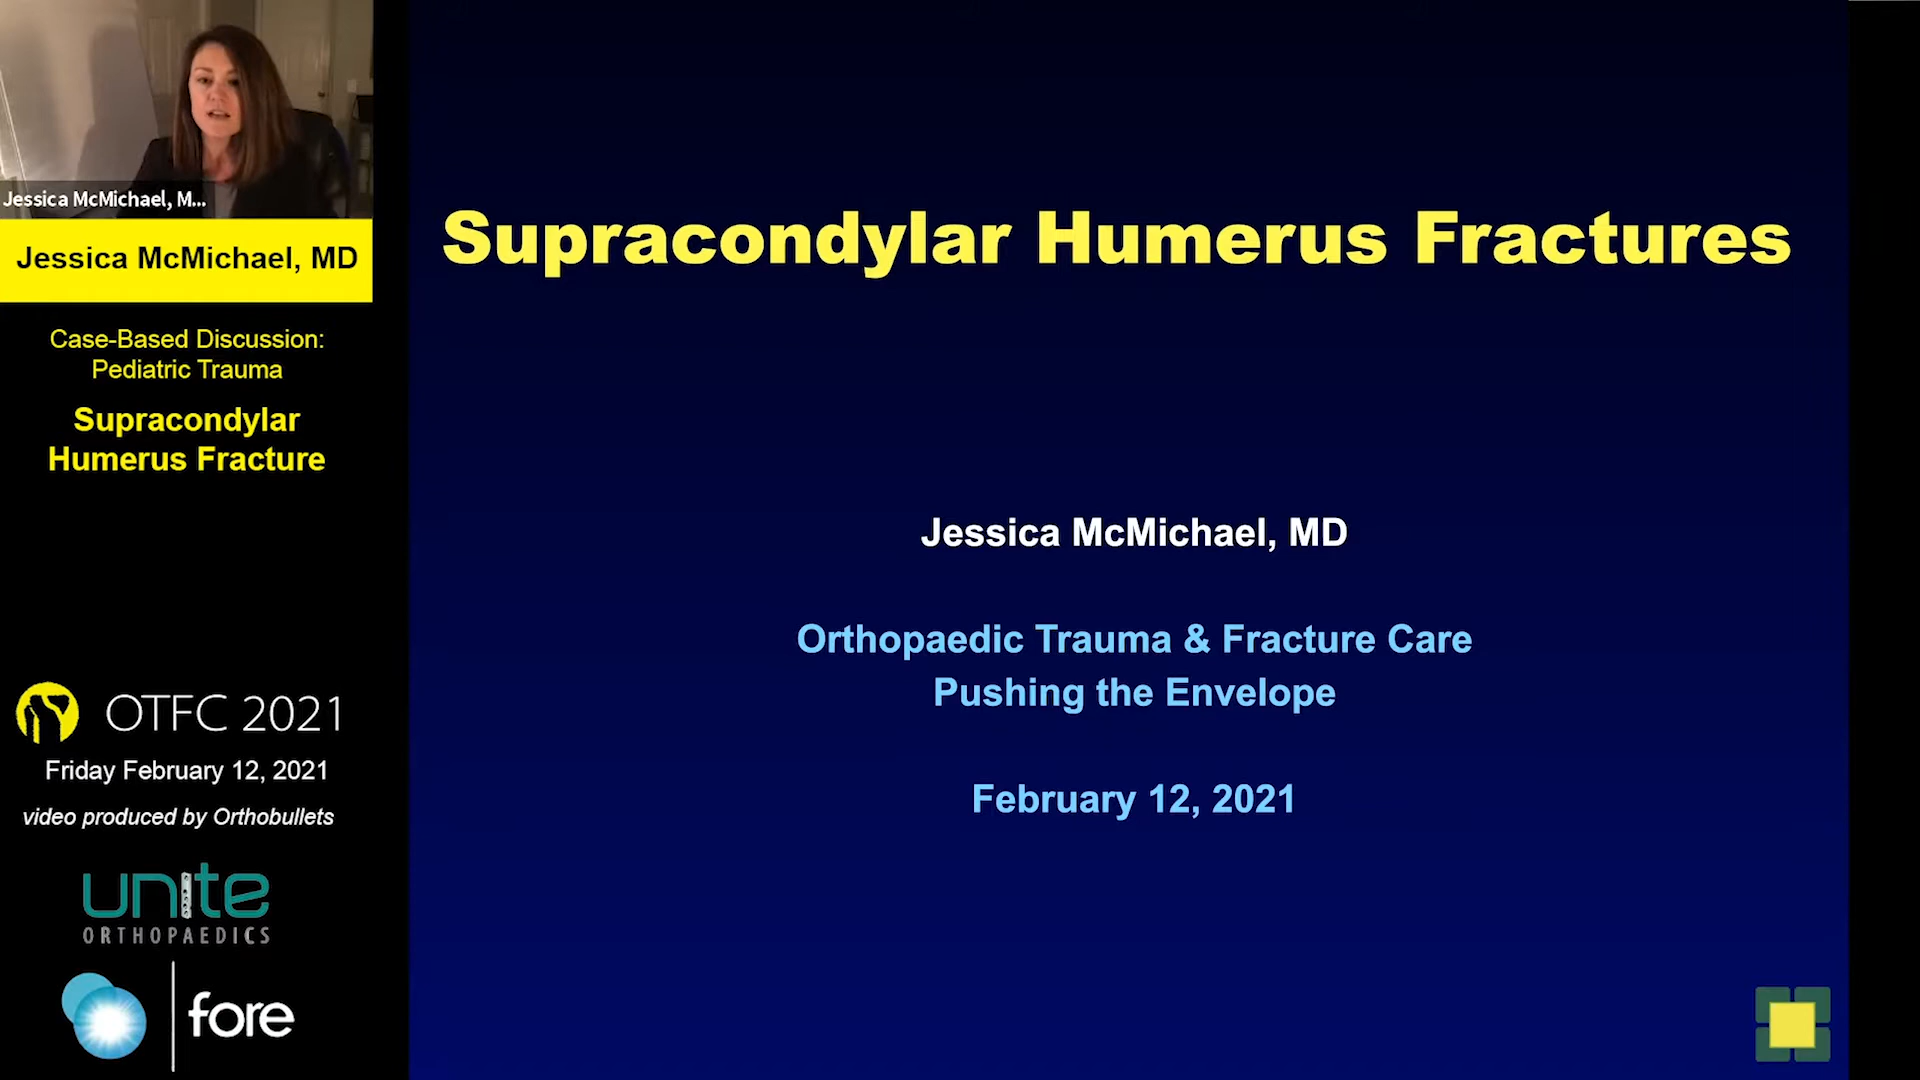 Jessica McMichael, M...
Jessica McMichael, MD
Case-Based Discussion:
Pediatric Trauma
Supracondylar
Humerus Fracture
OTFC 2021
Friday February 12, 2021
video produced by Orthobullets
unite
ORTHOPAEDICS
fore
Supracondylar Humerus Fractures
Jessica McMichael, MD
Orthopaedic Trauma & Fracture Care
Pushing the Envelope
February 12, 2021